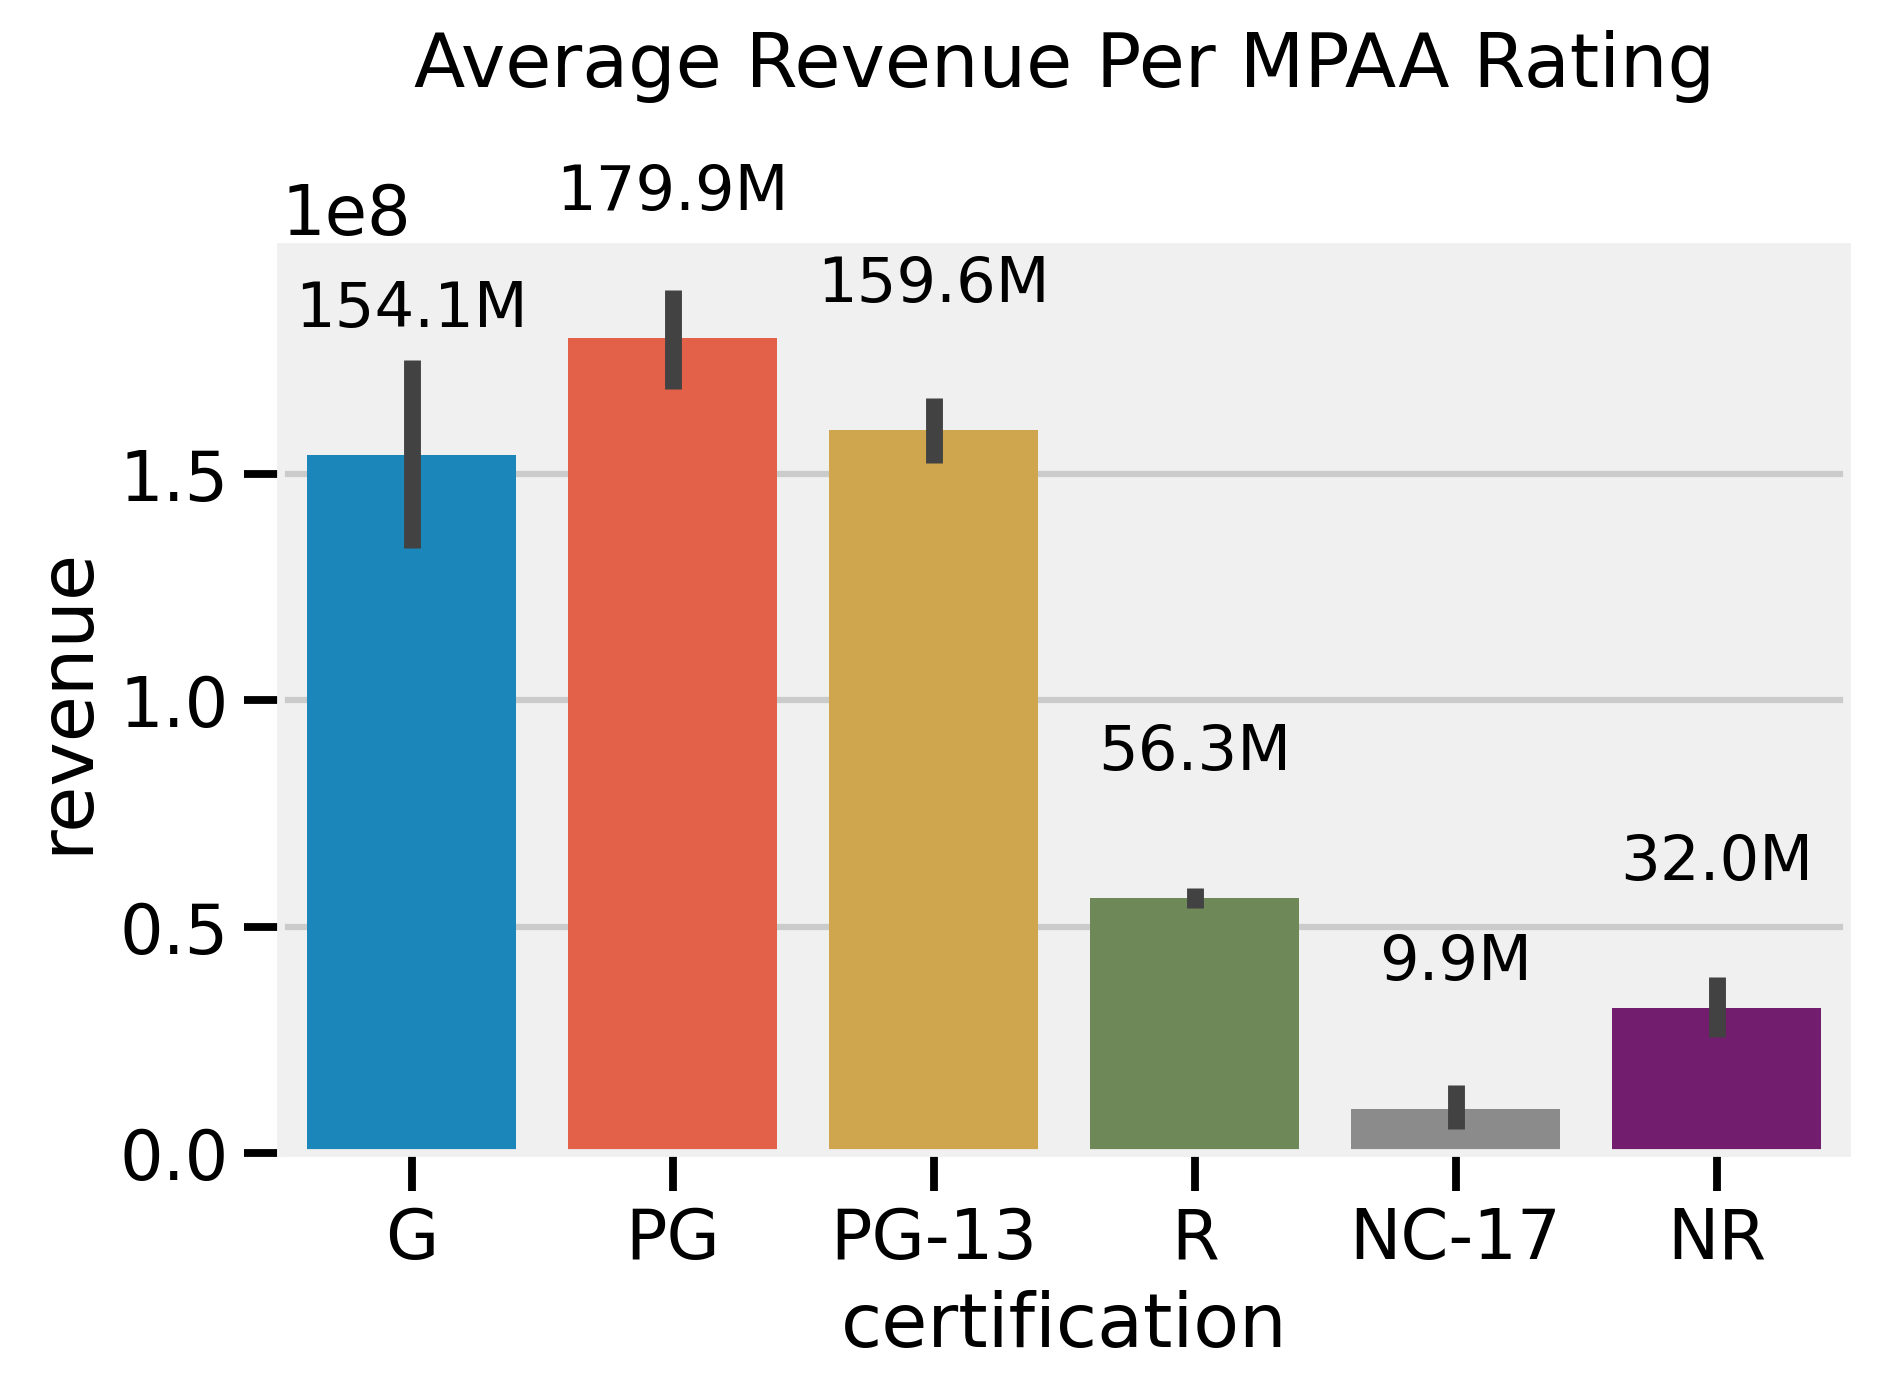 Average Revenue Per MPAA Rating
1e8
179.9M
154.1M
159.6M
56.3M
32.0M
9.9M
revenue
1.5
1.0
0.5
0.0
G
PG
PG-13
R
NC-17
NR
certification